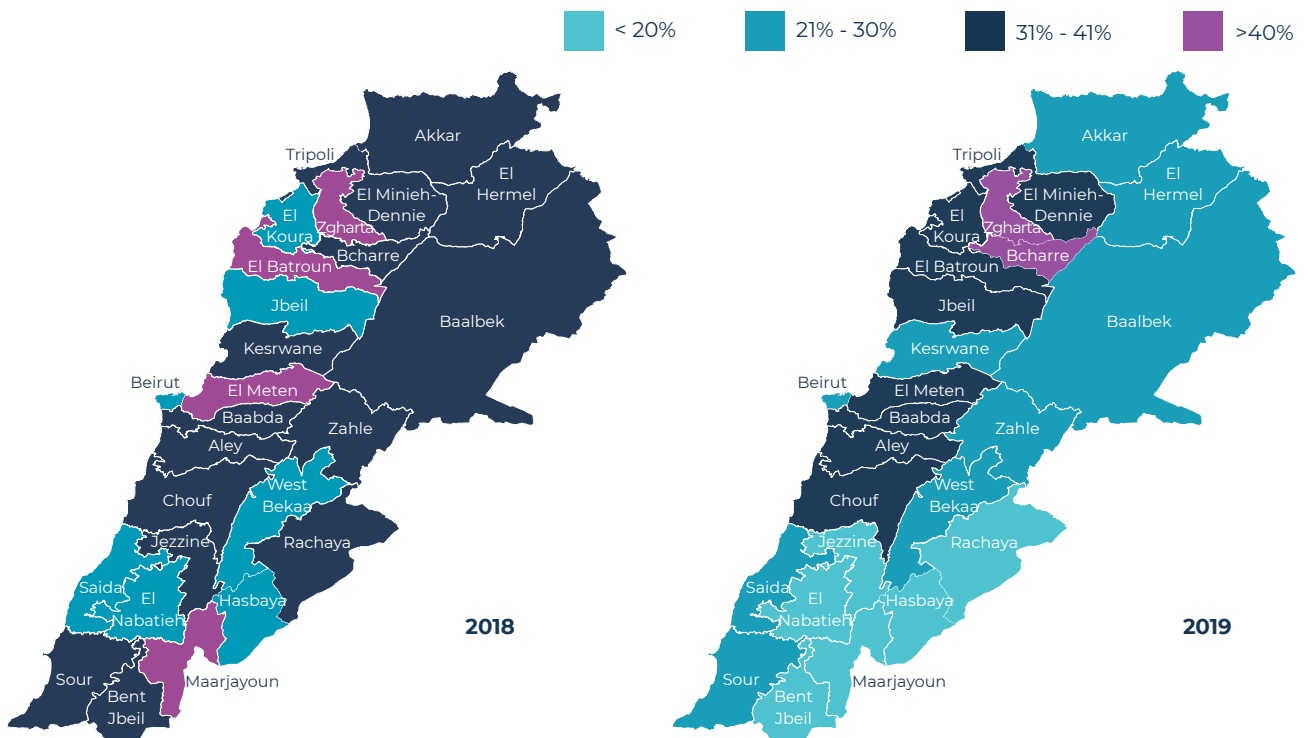 < 20%
21% - 30%
31% - 41%
>40%
Akkar
Tripoli
El
Hermel
El Minieh-
Dennie
El
Koura
Zgharta
Bcharre
El Batroun
Jbeil
Baalbek
Kesrwane
Beirut
El Meten
Baabda
Zahle
Aley
West
Bekaa
Chouf
Jezzine
Rachaya
Saida
El
Nabatieh
Hasbaya
2018
Sour
Maarjayoun
Bent
Jbeil
Akkar
Tripoli
El
Hermel
El Minieh-
Dennie
El
Koura
Zgharta
Bcharre
El Batroun
Jbeil
Baalbek
Kesrwane
Beirut
El Meten
Baabda
Zahle
Aley
West
Bekaa
Chouf
Jezzine
Rachaya
Saida
El
Nabatieh
Hasbaya
2019
Sour
Maarjayoun
Bent
Jbeil